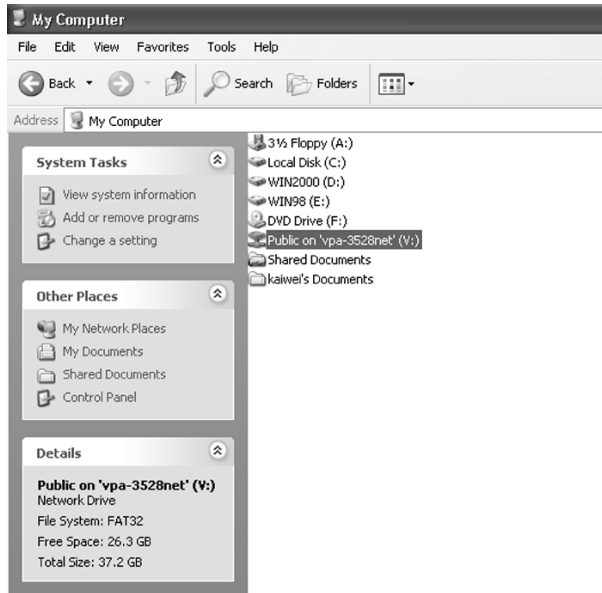 My Computer
File Edit View Favorites Tools Help
Back Search Folders
Address My Computer
System Tasks
View system information
Add or remove programs
Change a setting
Other Places
My Network Places
My Documents
Shared Documents
Control Panel
Details
Public on 'vpa-3528net' (V:)
Network Drive
File System: FAT32
Free Space: 26.3 GB
Total Size: 37.2 GB
3½ Floppy (A:)
Local Disk (C:)
WIN2000 (D:)
WIN98 (E:)
DVD Drive (F:)
Public on 'vpa-3528net' (V:)
Shared Documents
kaiwei's Documents